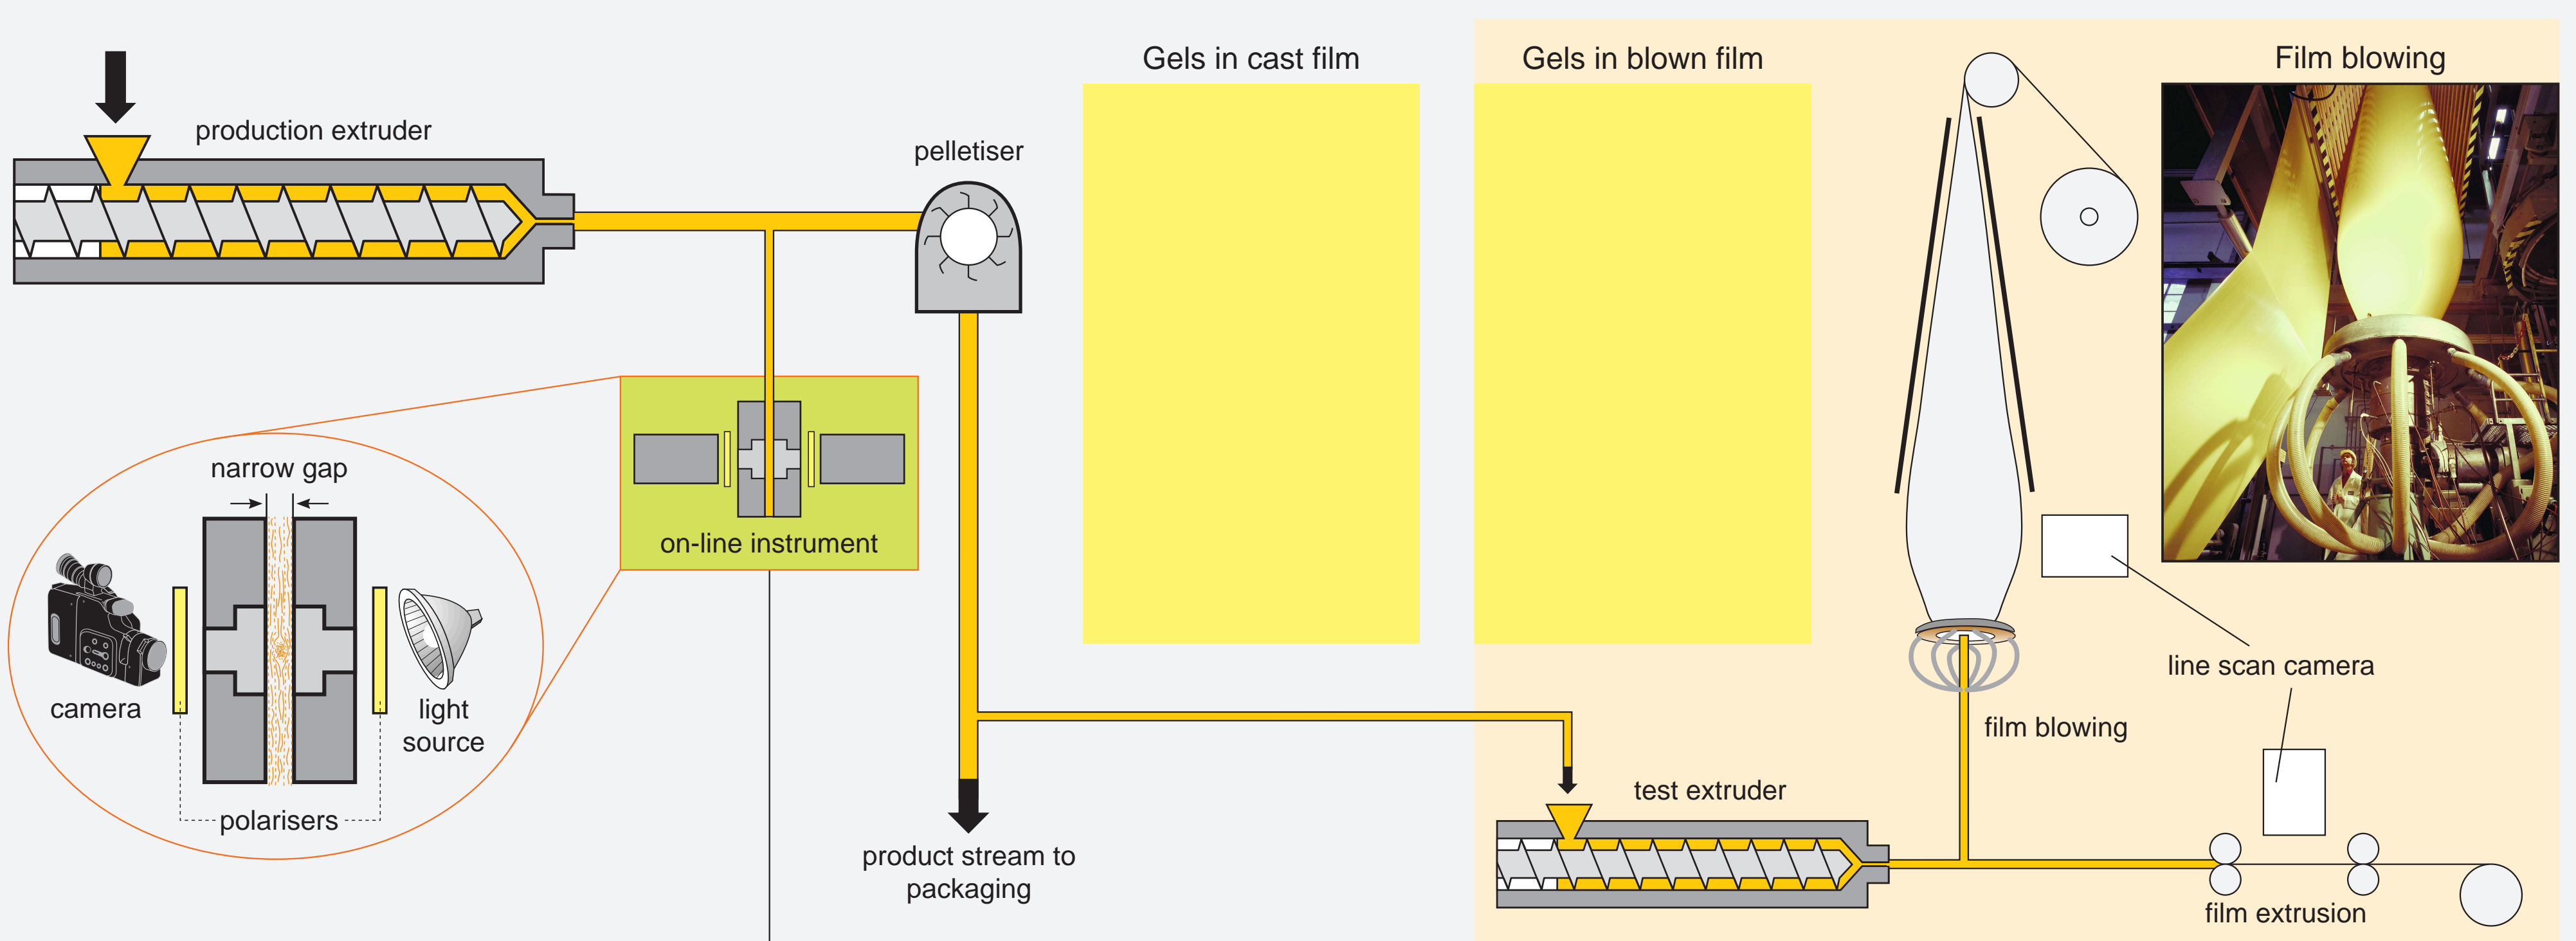 Gels in cast film
Gels in blown film
Film blowing
production extruder
pelletiser
narrow gap
on-line instrument
camera
light
source
polarisers
line scan camera
film blowing
test extruder
product stream to
packaging
film extrusion